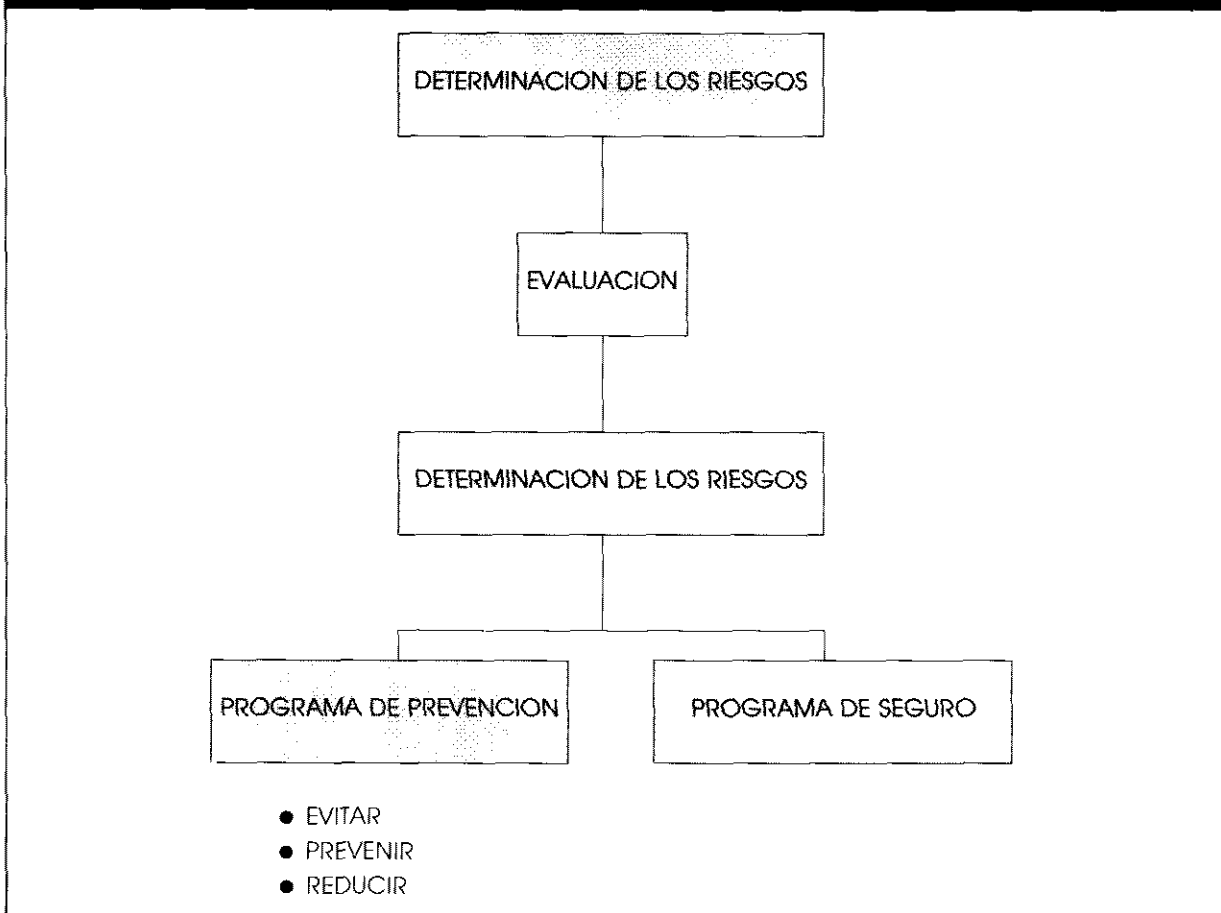 DETERMINACION DE LOS RIESGOS
EVALUACION
DETERMINACION DE LOS RIESGOS
PROGRAMA DE PREVENCION
PROGRAMA DE SEGURO
● EVITAR
● PREVENIR
● REDUCIR